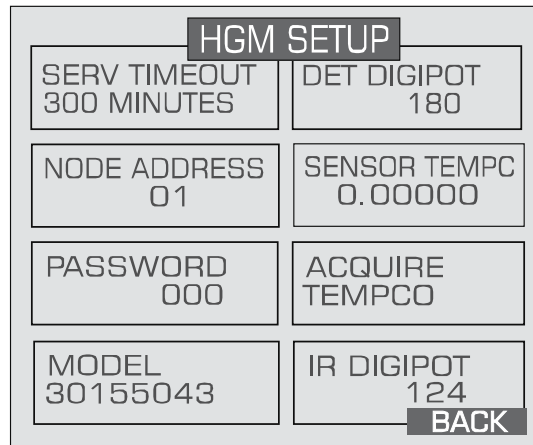 HGM SETUP
SERV TIMEOUT
300 MINUTES
DET DIGIPOT
180
NODE ADDRESS
01
SENSOR TEMPC
0.00000
PASSWORD
000
ACQUIRE
TEMPCO
MODEL
30155043
IR DIGIPOT
124
BACK